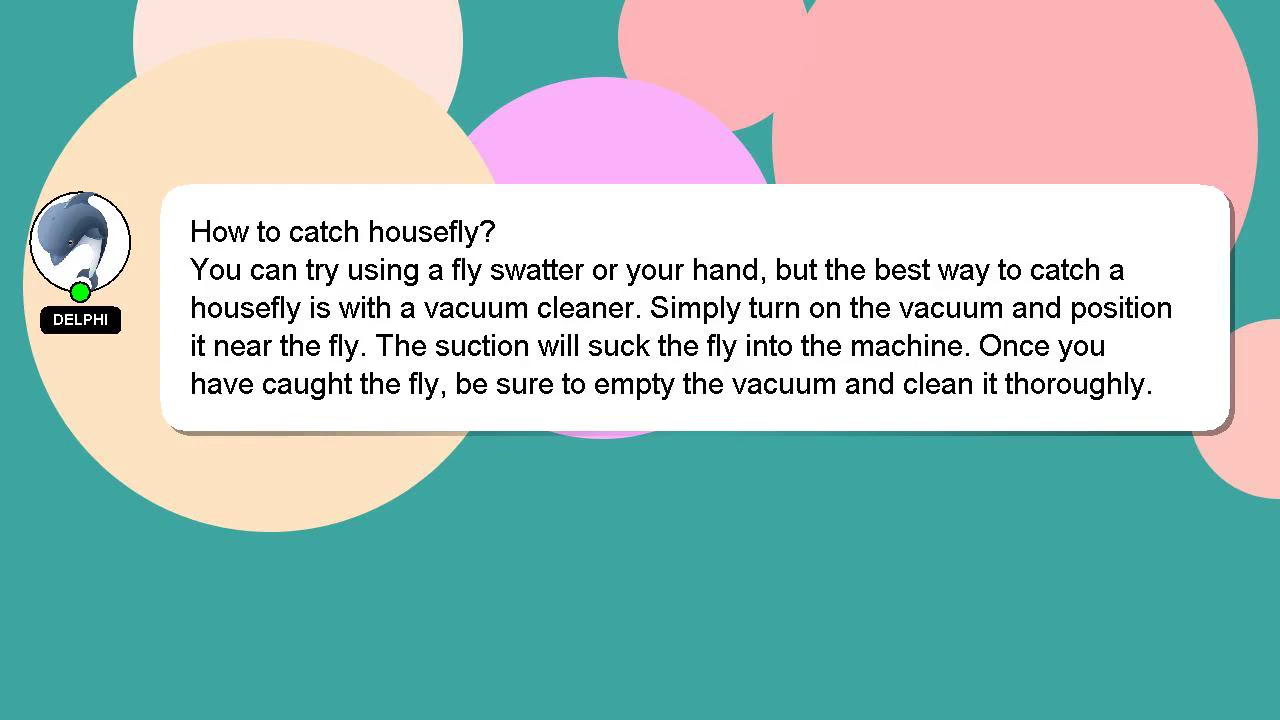 How to catch housefly?
You can try using a fly swatter or your hand, but the best way to catch a
housefly is with a vacuum cleaner. Simply turn on the vacuum and position
it near the fly. The suction will suck the fly into the machine. Once you
have caught the fly, be sure to empty the vacuum and clean it thoroughly.
DELPHI